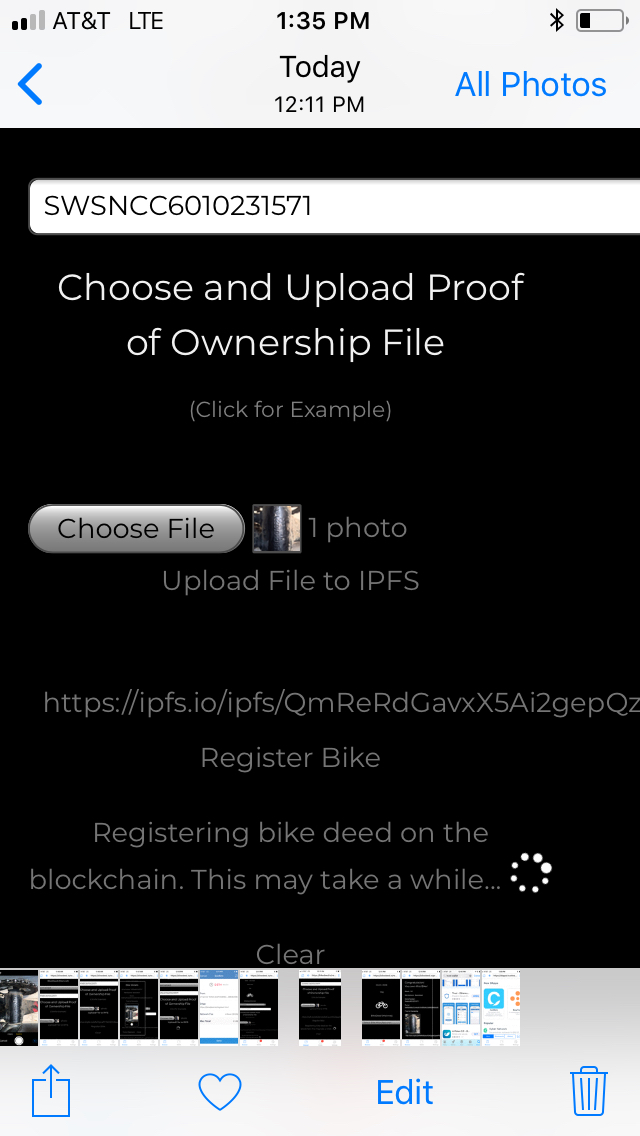 AT&T LTE 1:35 PM
Today
12:11 PM
All Photos
SWSNCC6010231571
Choose and Upload Proof
of Ownership File
(Click for Example)
Choose File 1 photo
Upload File to IPFS
https://ipfs.io/ipfs/QmReRdGavxX5Ai2gepQz
Register Bike
Registering bike deed on the
blockchain. This may take a while...
Clear
Edit